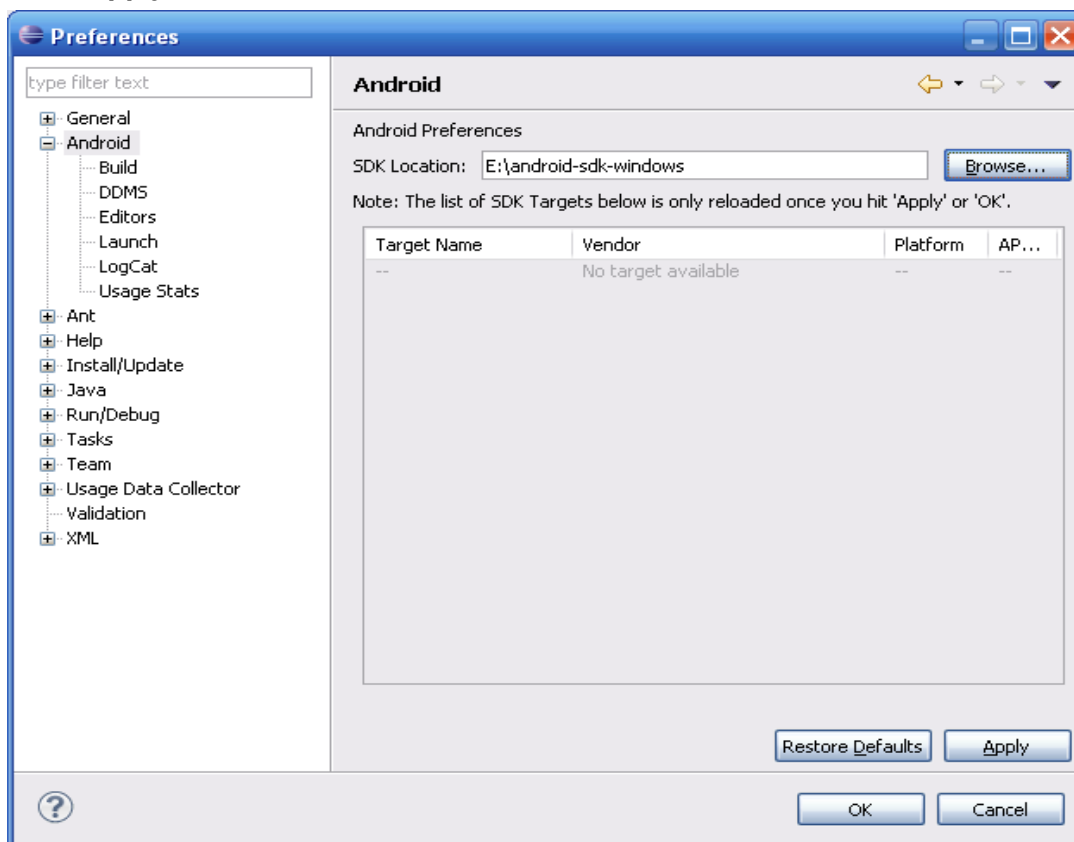 Preferences
type filter text
General
Android
Build
DDMS
Editors
Launch
LogCat
Usage Stats
Ant
Help
Install/Update
Java
Run/Debug
Tasks
Team
Usage Data Collector
Validation
XML
Android
Android Preferences
SDK Location: E:\android-sdk-windows Browse...
Note: The list of SDK Targets below is only reloaded once you hit 'Apply' or 'OK'.
Target Name Vendor Platform AP...
-- No target available -- --
Restore Defaults Apply
? OK Cancel